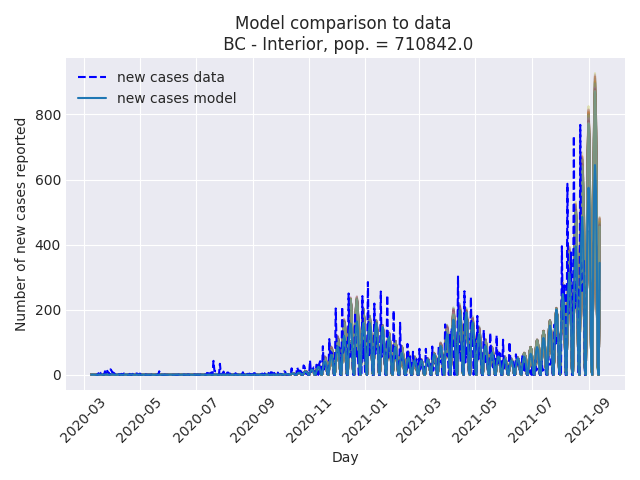 Model comparison to data
BC - Interior, pop. = 710842.0
new cases data
new cases model
Number of new cases reported
800
600
400
200
0
2020-03
2020-05
2020-07
2020-09
2020-11
2021-01
2021-03
2021-05
2021-07
2021-09
Day